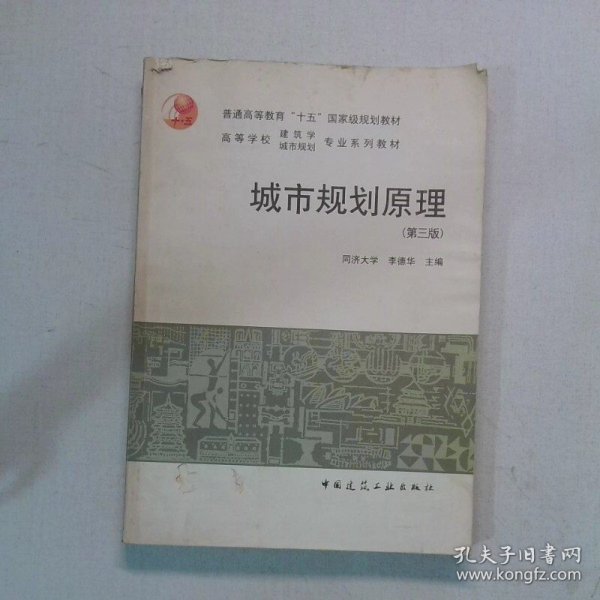 普通高等教育“十五”国家级规划教材
高等学校 建筑学 城市规划 专业系列教材
十·五
城市规划原理
(第三版)
同济大学 李德华 主编
中国建筑工业出版社
孔夫子旧书网
www.kongfz.com